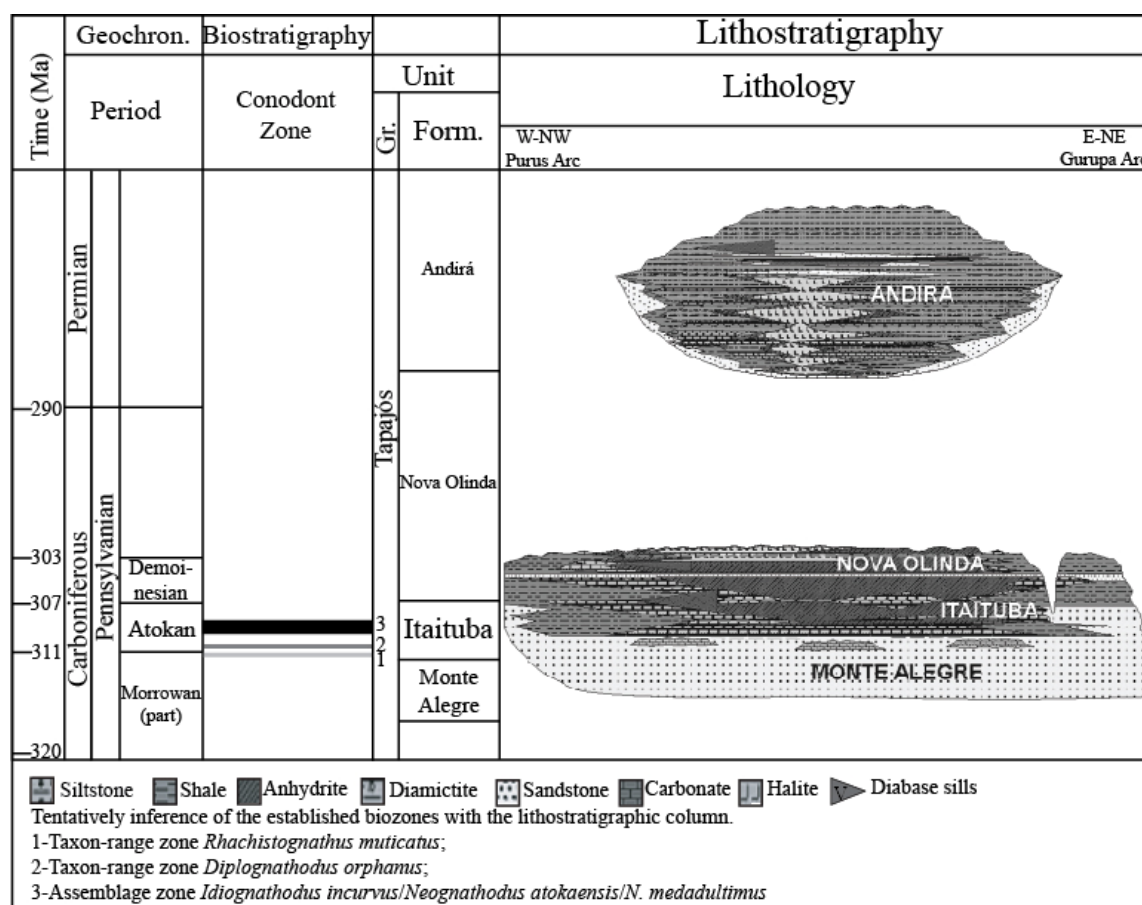 Geochron.
Biostratigraphy
Lithostratigraphy
Time (Ma)
Period
Conodont
Zone
Unit
Gr.
Form.
Lithology
W-NW
Purus Arc
E-NE
Gurupa Arc
Permian
Carboniferous
Pennsylvanian
Demoi-
nesian
Atokan
Morrowan
(part)
290
303
307
311
320
3
2
1
Tapajós
Andirá
Nova Olinda
Itaituba
Monte
Alegre
ANDIRA
NOVA OLINDA
ITAITUBA
MONTE ALEGRE
Siltstone Shale Anhydrite Diamictite Sandstone Carbonate Halite V Diabase sills
Tentatively inference of the established biozones with the lithostratigraphic column.
1-Taxon-range zone Rhachistognathus muticatus;
2-Taxon-range zone Diplognathodus orphamus;
3-Assemblage zone Idiognathodus incurvus/Neognathodus atokaensis/N. medadultimus